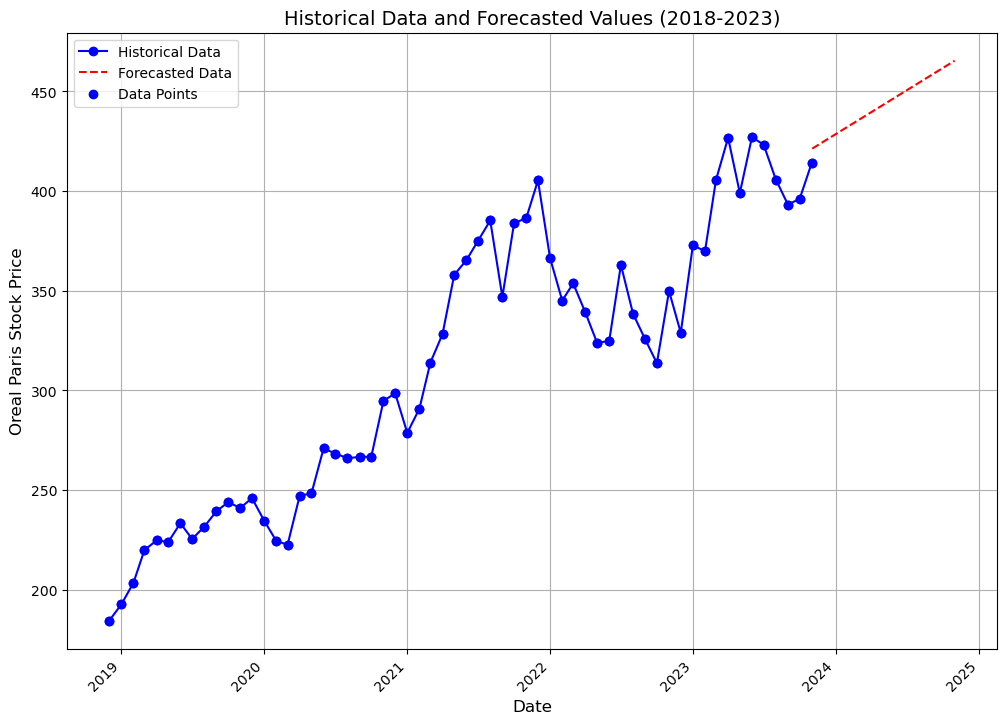 Historical Data and Forecasted Values (2018-2023)
Historical Data
Forecasted Data
Data Points
Oreal Paris Stock Price
450
400
350
300
250
200
2019
2020
2021
2022
2023
2024
2025
Date